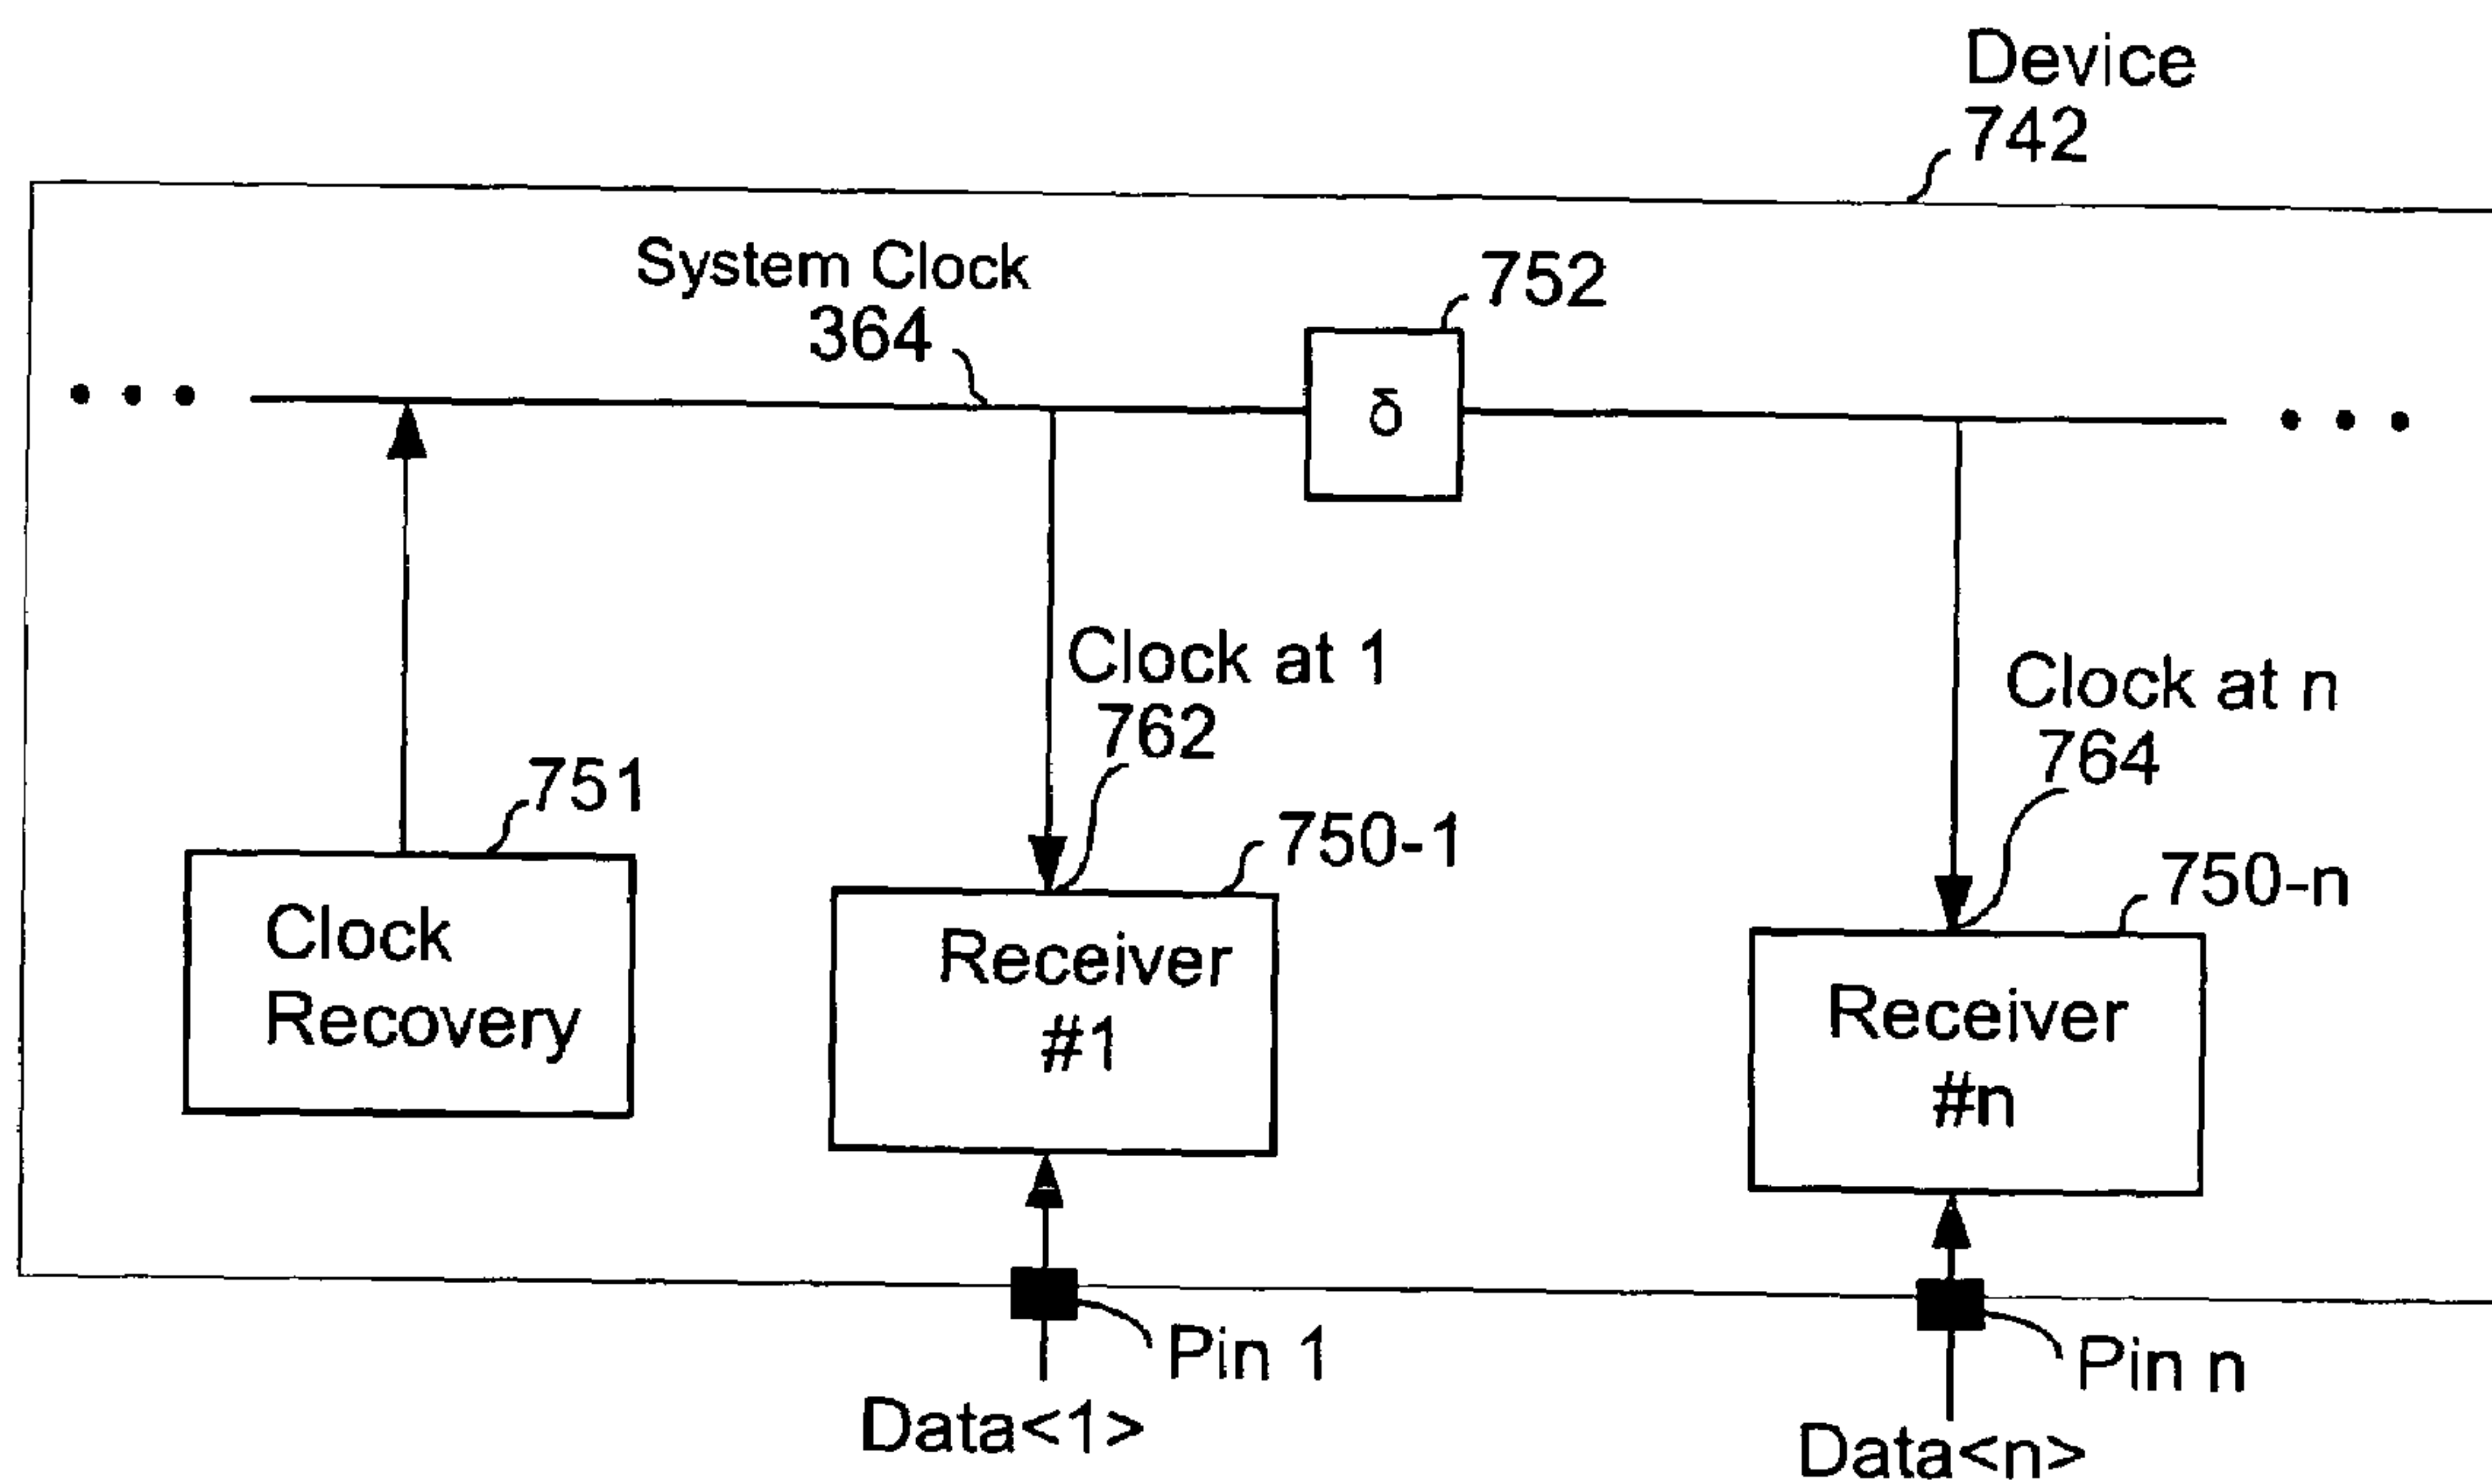 Device
742
System Clock
364
752
δ
Clock at 1
762
Clock at n
764
751
750-1
750-n
Clock
Recovery
Receiver
#1
Receiver
#n
Pin 1
Pin n
Data<1>
Data<n>